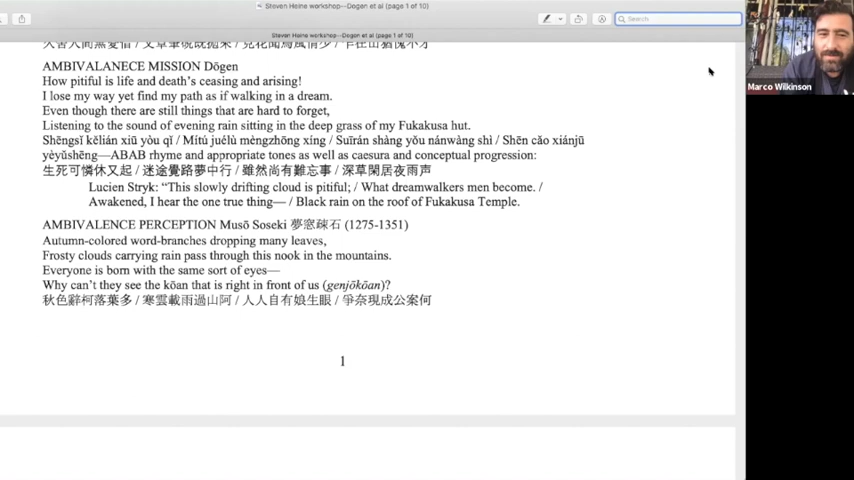 Steven Heine workshop--Dogen et al (page 1 of 10)
Search
Steven Heine workshop--Dogen et al (page 1 of 10)
Marco Wilkinson
AMBIVALANECE MISSION Dōgen
How pitiful is life and death's ceasing and arising!
I lose my way yet find my path as if walking in a dream.
Even though there are still things that are hard to forget,
Listening to the sound of evening rain sitting in the deep grass of my Fukakusa hut.
Shēngsǐ kělián xiū yòu qǐ / Mítú juélù mèngzhōng xíng / Suīrán shàng yǒu nánwàng shì / Shēn cǎo xiánjū
yèyǔshēng—ABAB rhyme and appropriate tones as well as caesura and conceptual progression:
生死可憐休又起 / 迷途覺路夢中行 / 雖然尚有難忘事 / 深草閑居夜雨声
Lucien Stryk: “This slowly drifting cloud is pitiful; / What dreamwalkers men become. /
Awakened, I hear the one true thing— / Black rain on the roof of Fukakusa Temple.
AMBIVALENCE PERCEPTION Musō Soseki 夢窓疎石 (1275-1351)
Autumn-colored word-branches dropping many leaves,
Frosty clouds carrying rain pass through this nook in the mountains.
Everyone is born with the same sort of eyes—
Why can't they see the kōan that is right in front of us (genjōkōan)?
秋色辭柯落葉多 / 寒雲載雨過山阿 / 人人自有娘生眼 / 爭奈現成公案何
1